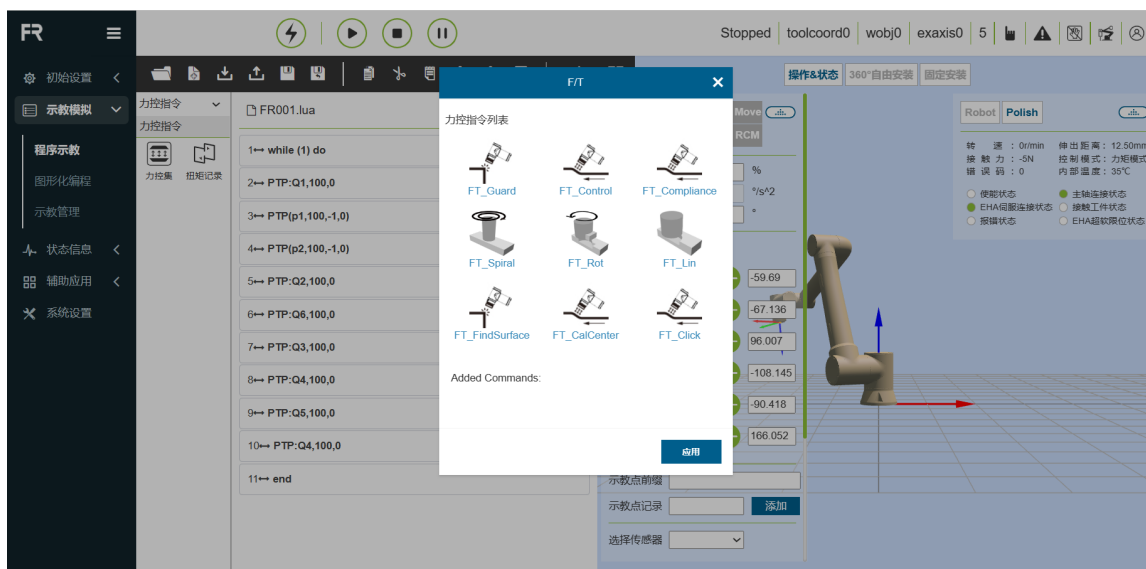 FR
Stopped toolcoord0 wobj0 exaxis0 5
初始设置
示教模拟
程序示教
图形化编程
示教管理
状态信息
辅助应用
系统设置
力控指令
力控指令
力控集 扭矩记录
FR001.lua
1 while (1) do
2 PTP:Q1,100,0
3 PTP(p1,100,-1,0)
4 PTP(p2,100,-1,0)
5 PTP:Q2,100,0
6 PTP:Q6,100,0
7 PTP:Q3,100,0
8 PTP:Q4,100,0
9 PTP:Q5,100,0
10 PTP:Q4,100,0
11 end
F/T
力控指令列表
FT_Guard FT_Control FT_Compliance
FT_Spiral FT_Rot FT_Lin
FT_FindSurface FT_CalCenter FT_Click
Added Commands:
应用
操作&状态 360°自由安装 固定安装
Move
RCM
%
°/s^2
°
-59.69
-67.136
96.007
-108.145
-90.418
166.052
示教点前缀
示教点记录 添加
选择传感器
Robot Polish
转 速 : 0r/min 伸出距离 : 12.50mm
接 触 力 : -5N 控制模式 : 力矩模式
错 误 码 : 0 内部温度 : 35℃
使能状态 主轴连接状态
EHA伺服连接状态 接触工件状态
报错状态 EHA超软限位状态